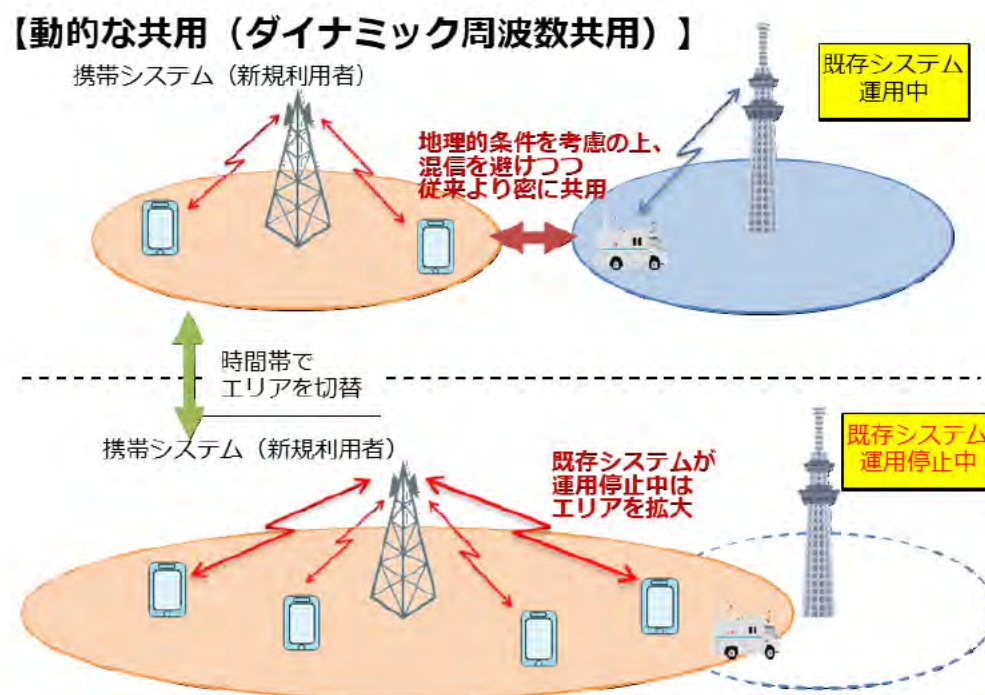 【動的な共用（ダイナミック周波数共用）】
携帯システム（新規利用者）
既存システム
運用中
地理的条件を考慮の上、
混信を避けつつ
従来より密に共用
時間帯で
エリアを切替
携帯システム（新規利用者）
既存システムが
運用停止中は
エリアを拡大
既存システム
運用停止中